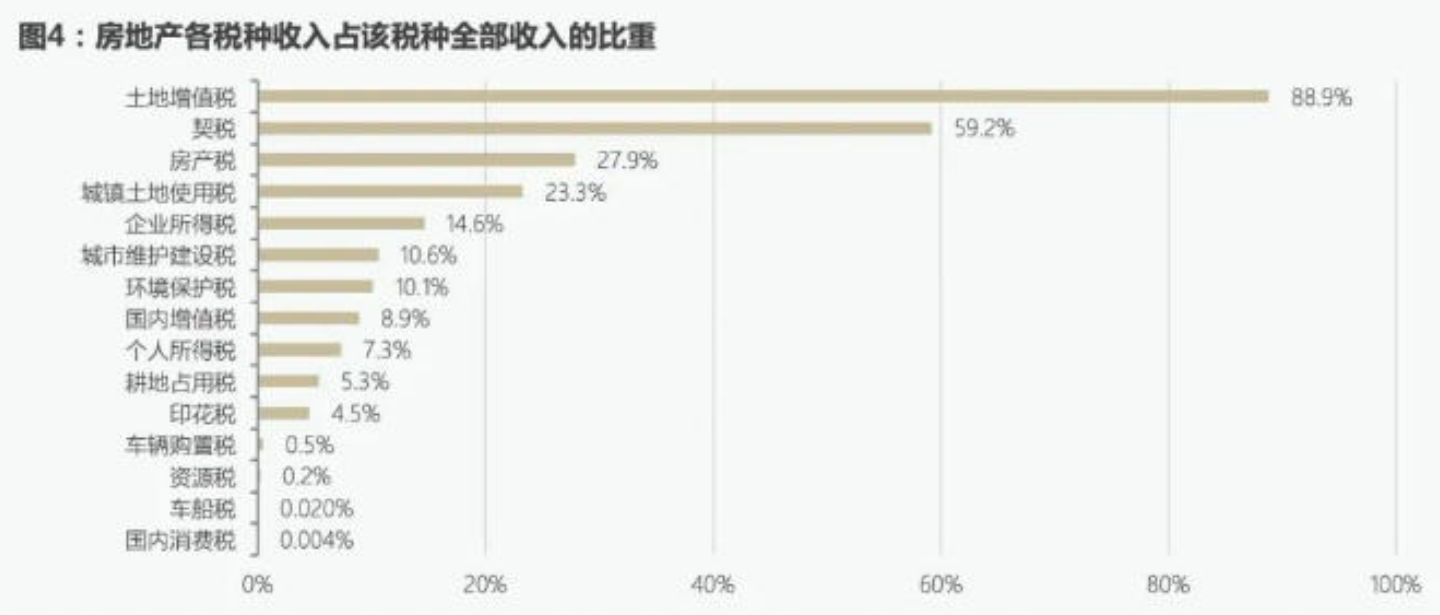 图4：房地产各税种收入占该税种全部收入的比重
土地增值税 88.9%
契税 59.2%
房产税 27.9%
城镇土地使用税 23.3%
企业所得税 14.6%
城市维护建设税 10.6%
环境保护税 10.1%
国内增值税 8.9%
个人所得税 7.3%
耕地占用税 5.3%
印花税 4.5%
车辆购置税 0.5%
资源税 0.2%
车船税 0.020%
国内消费税 0.004%
0% 20% 40% 60% 80% 100%